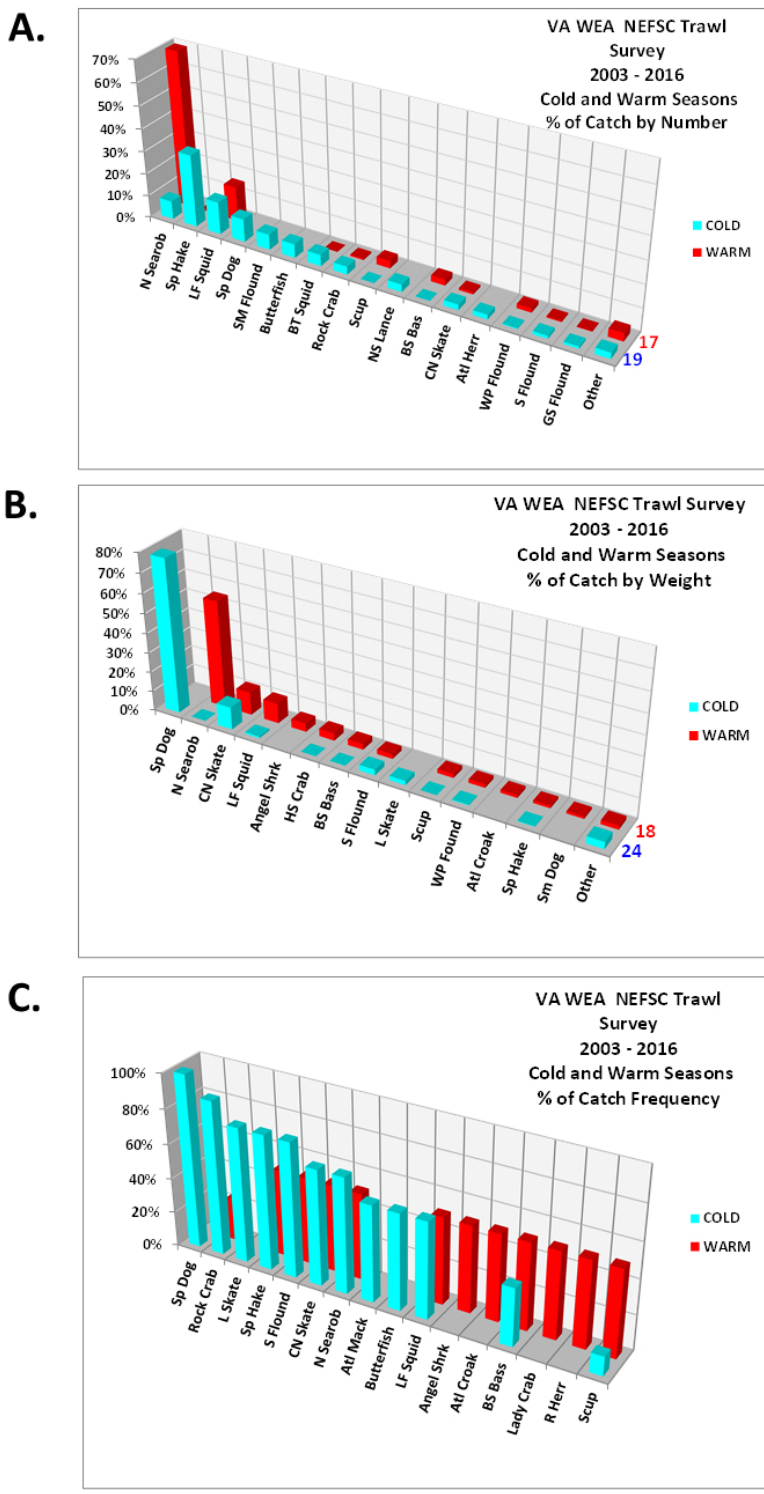 A.
VA WEA NEFSC Trawl
Survey
2003 - 2016
Cold and Warm Seasons
% of Catch by Number
70%
60%
50%
40%
30%
20%
10%
0%
COLD
WARM
N Searob
Sp Hake
LF Squid
Sp Dog
SM Flound
Butterfish
BT Squid
Rock Crab
Scup
NS Lance
BS Bas
CN Skate
Atl Herr
WP Flound
S Flound
GS Flound
Other
17
19
B.
VA WEA NEFSC Trawl Survey
2003 - 2016
Cold and Warm Seasons
% of Catch by Weight
80%
70%
60%
50%
40%
30%
20%
10%
0%
COLD
WARM
Sp Dog
N Searob
CN Skate
LF Squid
Angel Shrk
HS Crab
BS Bass
S Flound
L Skate
Scup
WP Found
Atl Croak
Sp Hake
Sm Dog
Other
18
24
C.
VA WEA NEFSC Trawl
Survey
2003 - 2016
Cold and Warm Seasons
% of Catch Frequency
100%
80%
60%
40%
20%
0%
COLD
WARM
Sp Dog
Rock Crab
L Skate
Sp Hake
S Flound
CN Skate
N Searob
Atl Mack
Butterfish
LF Squid
Angel Shrk
Atl Croak
BS Bass
Lady Crab
R Herr
Scup